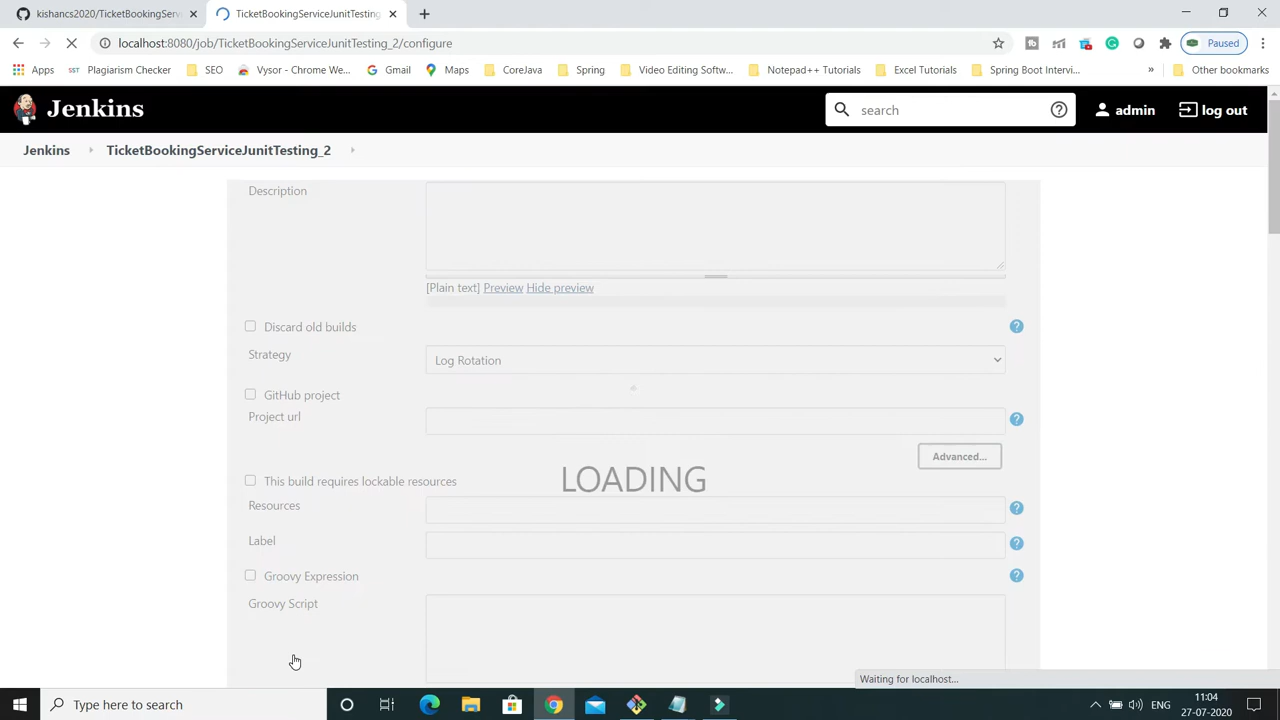 kishancs2020/TicketBookingServ
TicketBookingServiceJunitTesting_
localhost:8080/job/TicketBookingServiceJunitTesting_2/configure
Paused
Apps
SST Plagiarism Checker
SEO
Vysor - Chrome We...
Gmail
Maps
CoreJava
Spring
Video Editing Softw...
Notepad++ Tutorials
Excel Tutorials
Spring Boot Intervi...
»
Other bookmarks
Jenkins
search
?
admin
log out
Jenkins
TicketBookingServiceJunitTesting_2
Description
[Plain text] Preview Hide preview
Discard old builds
?
Strategy
Log Rotation
GitHub project
Project url
?
Advanced...
LOADING
This build requires lockable resources
Resources
?
Label
?
Groovy Expression
?
Groovy Script
Waiting for localhost...
Type here to search
ENG
11:04
27-07-2020